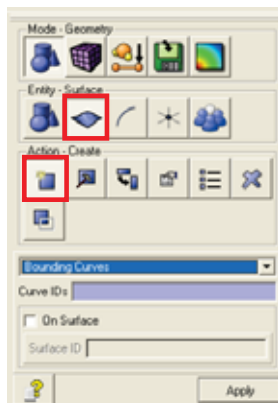 Mode - Geometry
Entity - Surface
Action - Create
Bounding Curves
Curve IDs
On Surface
Surface ID
Apply